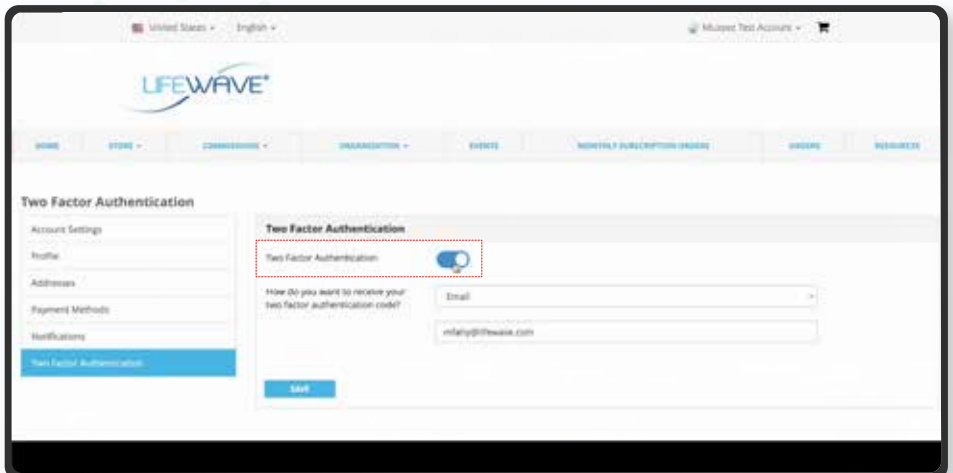 United States
English
Test Account
LIFEWAVE
HOME
STORE
COMMISSIONS
ORGANIZATION
EVENTS
MONTHLY SUBSCRIPTION ORDERS
ORDERS
RESOURCES
Two Factor Authentication
Account Settings
Profile
Addresses
Payment Methods
Notifications
Two Factor Authentication
Two Factor Authentication
Two Factor Authentication
How do you want to receive your
two factor authentication code?
Email
SAVE